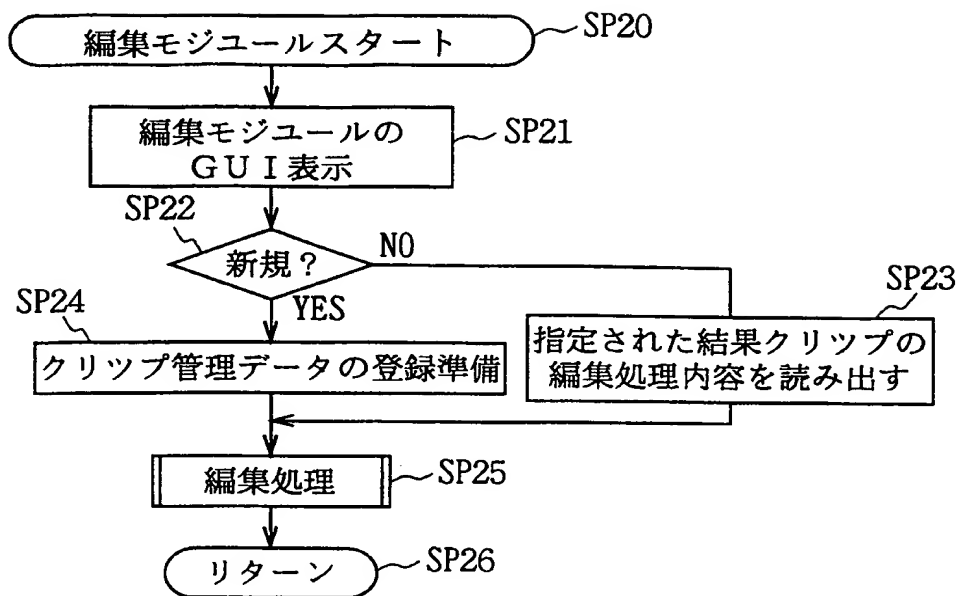 編集モジユールスタート
SP20
編集モジユールの
ＧＵＩ表示
SP21
SP22
新規？
NO
YES
SP23
指定された結果クリツプの
編集処理内容を読み出す
SP24
クリツプ管理データの登録準備
編集処理
SP25
リターン
SP26